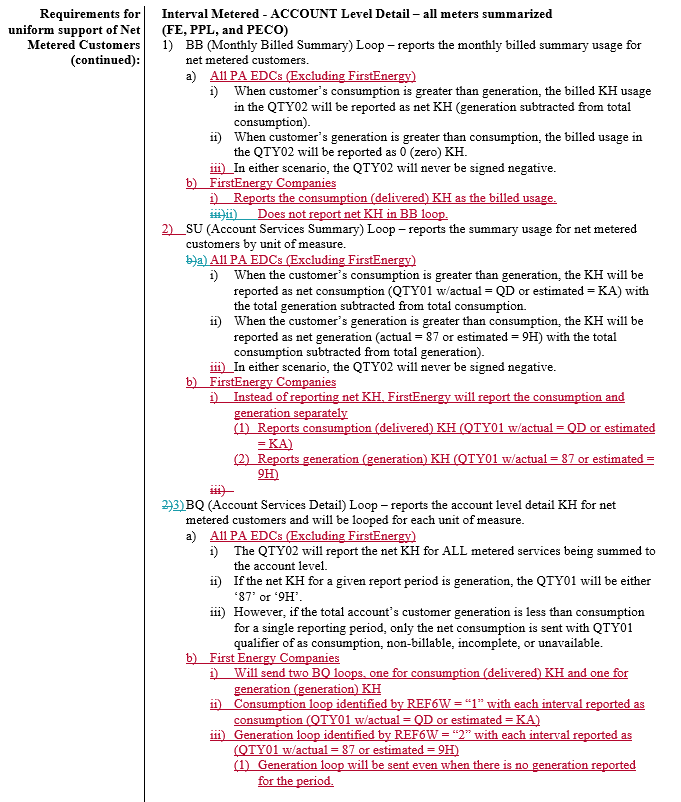 Requirements for
uniform support of Net
Metered Customers
(continued):
Interval Metered - ACCOUNT Level Detail – all meters summarized
(FE, PPL, and PECO)
1) BB (Monthly Billed Summary) Loop – reports the monthly billed summary usage for
net metered customers.
a) All PA EDCs (Excluding FirstEnergy)
i) When customer's consumption is greater than generation, the billed KH usage
in the QTY02 will be reported as net KH (generation subtracted from total
consumption).
ii) When customer's generation is greater than consumption, the billed usage in
the QTY02 will be reported as 0 (zero) KH.
iii) In either scenario, the QTY02 will never be signed negative.
b) FirstEnergy Companies
i) Reports the consumption (delivered) KH as the billed usage.
iii)ii) Does not report net KH in BB loop.
2) SU (Account Services Summary) Loop – reports the summary usage for net metered
customers by unit of measure.
b)a) All PA EDCs (Excluding FirstEnergy)
i) When the customer's consumption is greater than generation, the KH will be
reported as net consumption (QTY01 w/actual = QD or estimated = KA) with
the total generation subtracted from total consumption.
ii) When the customer's generation is greater than consumption, the KH will be
reported as net generation (actual = 87 or estimated = 9H) with the total
consumption subtracted from total generation).
iii) In either scenario, the QTY02 will never be signed negative.
b) FirstEnergy Companies
i) Instead of reporting net KH, FirstEnergy will report the consumption and
generation separately
(1) Reports consumption (delivered) KH (QTY01 w/actual = QD or estimated
= KA)
(2) Reports generation (generation) KH (QTY01 w/actual = 87 or estimated =
9H)
iii)
2)3) BQ (Account Services Detail) Loop – reports the account level detail KH for net
metered customers and will be looped for each unit of measure.
a) All PA EDCs (Excluding FirstEnergy)
i) The QTY02 will report the net KH for ALL metered services being summed to
the account level.
ii) If the net KH for a given report period is generation, the QTY01 will be either
'87' or '9H'.
iii) However, if the total account's customer generation is less than consumption
for a single reporting period, only the net consumption is sent with QTY01
qualifier of as consumption, non-billable, incomplete, or unavailable.
b) First Energy Companies
i) Will send two BQ loops, one for consumption (delivered) KH and one for
generation (generation) KH
ii) Consumption loop identified by REF6W = "1" with each interval reported as
consumption (QTY01 w/actual = QD or estimated = KA)
iii) Generation loop identified by REF6W = "2" with each interval reported as
(QTY01 w/actual = 87 or estimated = 9H)
(1) Generation loop will be sent even when there is no generation reported
for the period.